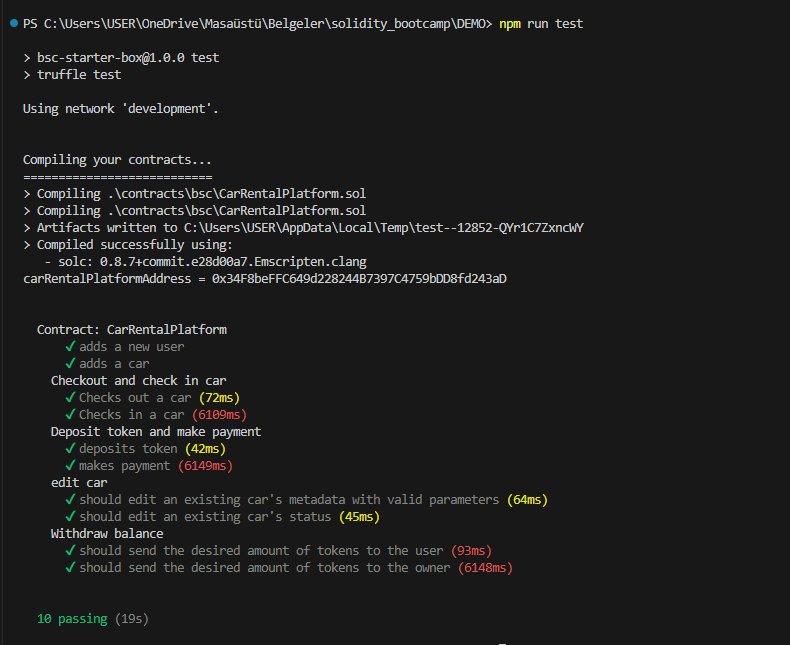 PS C:\Users\USER\OneDrive\Masaüstü\Belgeler\solidity_bootcamp\DEMO> npm run test
> bsc-starter-box@1.0.0 test
> truffle test
Using network 'development'.
Compiling your contracts...
===========================
> Compiling .\contracts\bsc\CarRentalPlatform.sol
> Compiling .\contracts\bsc\CarRentalPlatform.sol
> Artifacts written to C:\Users\USER\AppData\Local\Temp\test--12852-QYr1C7ZxncWY
> Compiled successfully using:
- solc: 0.8.7+commit.e28d00a7.Emscripten.clang
carRentalPlatformAddress = 0x34F8beFFC649d228244B7397C4759bDD8fd243aD
Contract: CarRentalPlatform
✓ adds a new user
✓ adds a car
Checkout and check in car
✓ Checks out a car (72ms)
✓ Checks in a car (6109ms)
Deposit token and make payment
✓ deposits token (42ms)
✓ makes payment (6149ms)
edit car
✓ should edit an existing car's metadata with valid parameters (64ms)
✓ should edit an existing car's status (45ms)
Withdraw balance
✓ should send the desired amount of tokens to the user (93ms)
✓ should send the desired amount of tokens to the owner (6148ms)
10 passing (19s)